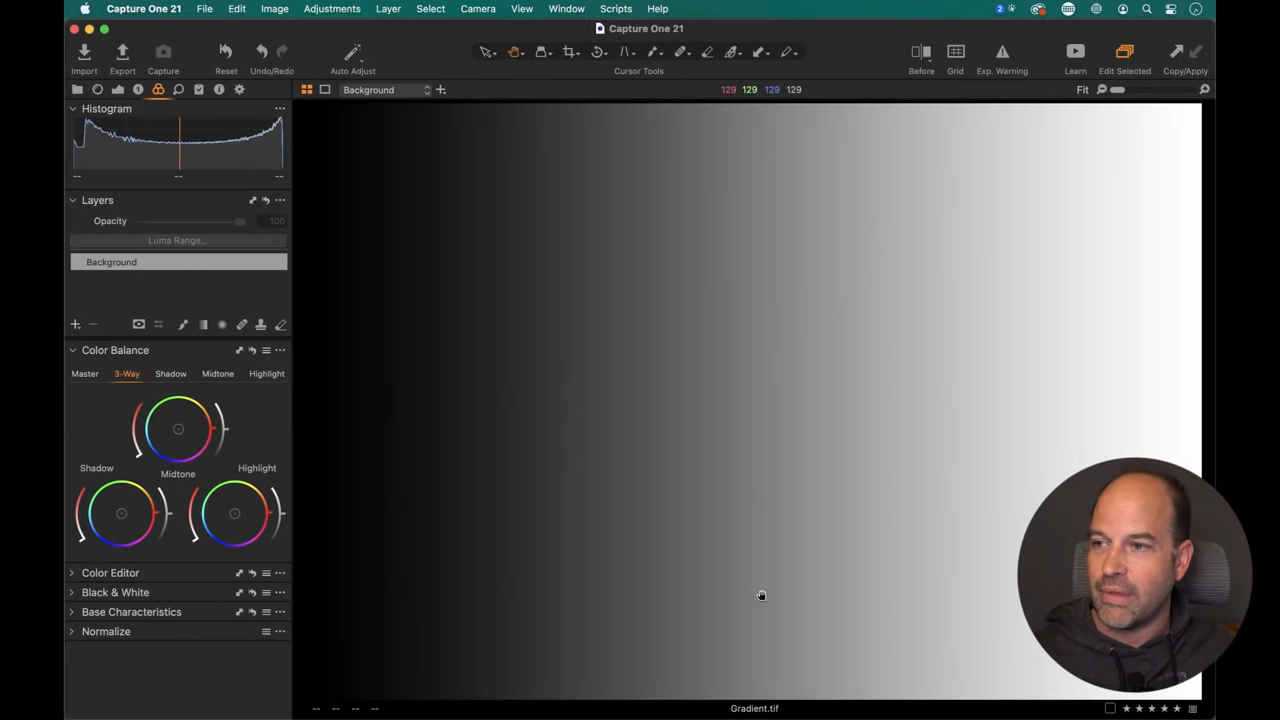 Capture One 21 File Edit Image Adjustments Layer Select Camera View Window Scripts Help 2
Capture One 21
Import Export Capture Reset Undo/Redo Auto Adjust Cursor Tools Before Grid Exp. Warning Learn Edit Selected Copy/Apply
Background 129 129 129 129 Fit
Histogram
-- -- --
Layers
Opacity 100
Luma Range...
Background
Color Balance
Master 3-Way Shadow Midtone Highlight
Shadow Midtone Highlight
Color Editor
Black & White
Base Characteristics
Normalize
-- -- -- -- Gradient.tif